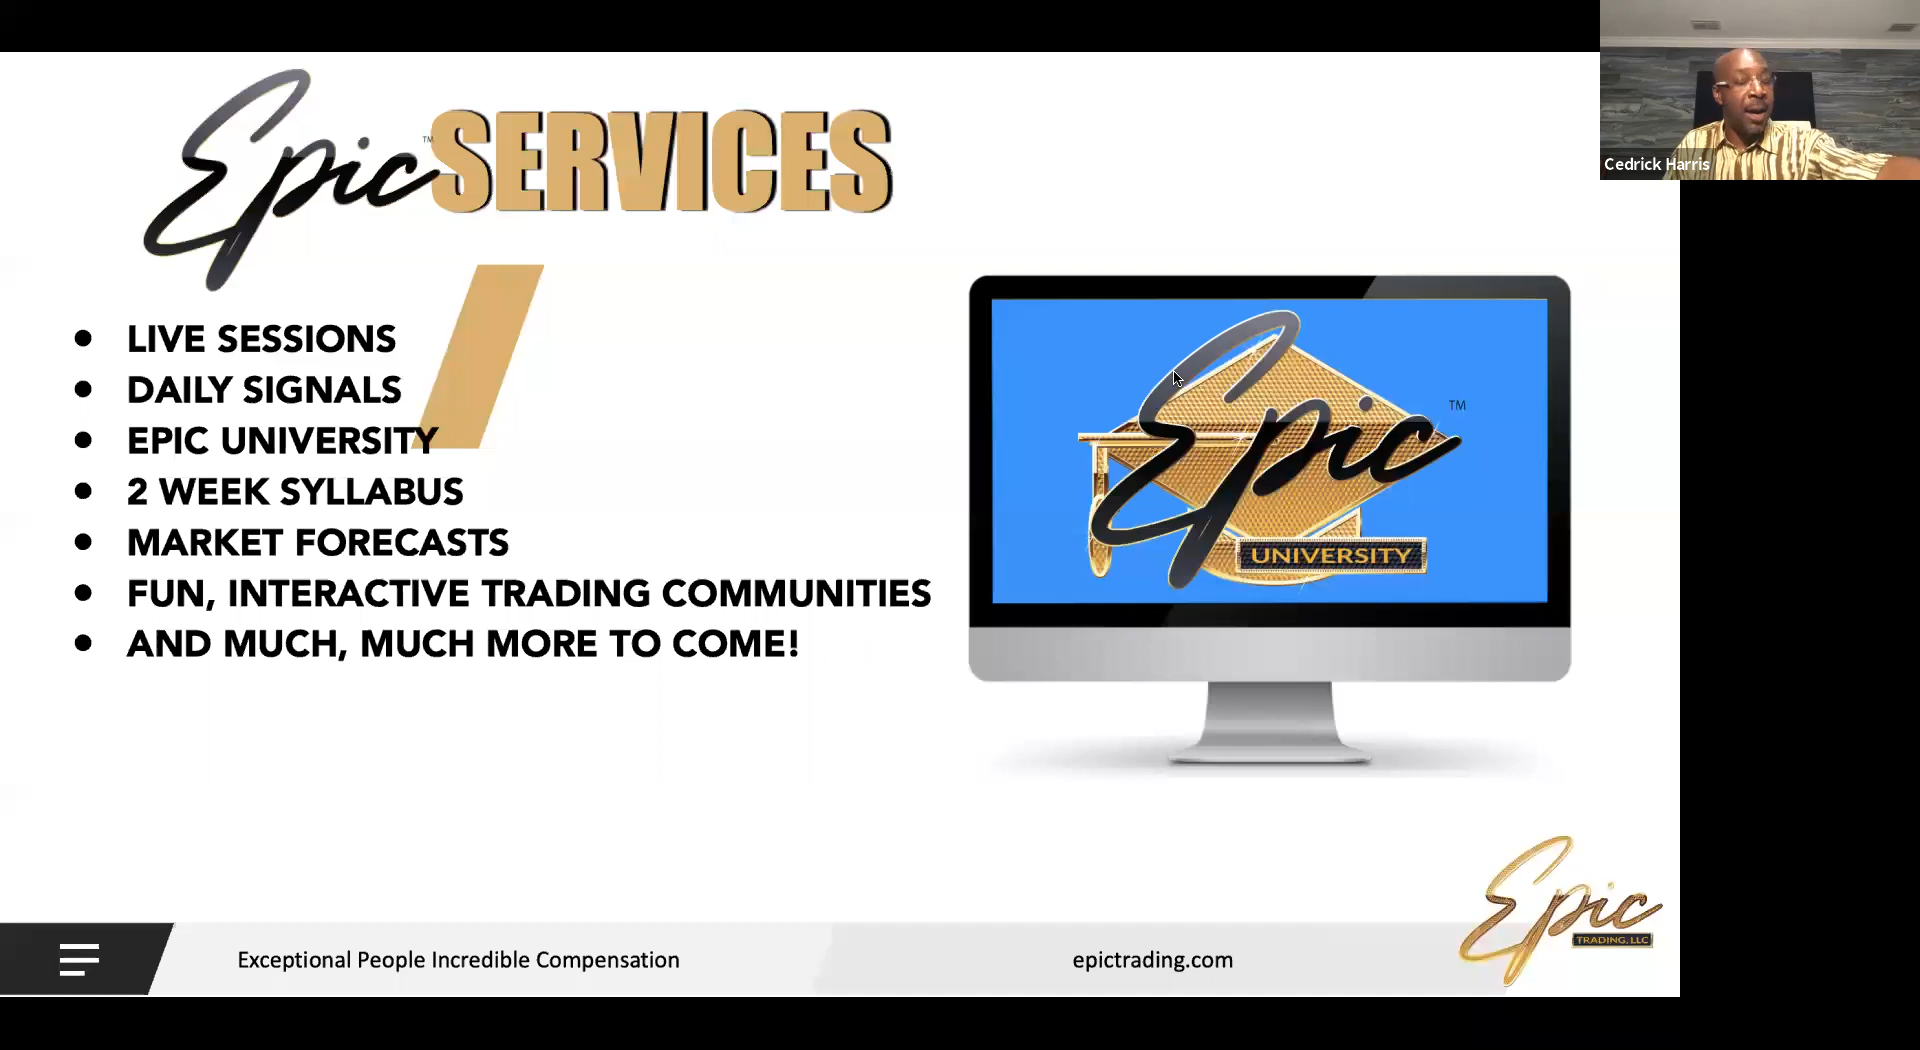 Epic™ SERVICES
Cedrick Harris
• LIVE SESSIONS
• DAILY SIGNALS
• EPIC UNIVERSITY
• 2 WEEK SYLLABUS
• MARKET FORECASTS
• FUN, INTERACTIVE TRADING COMMUNITIES
• AND MUCH, MUCH MORE TO COME!
Epic™
UNIVERSITY
Exceptional People Incredible Compensation
epictrading.com
Epic
TRADING, LLC